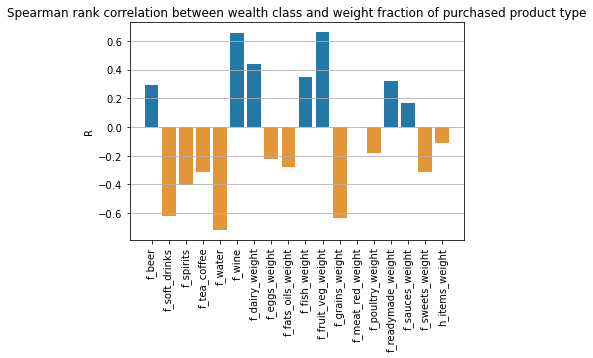 Spearman rank correlation between wealth class and weight fraction of purchased product type
R
0.6
0.4
0.2
0.0
−0.2
−0.4
−0.6
f_beer
f_soft_drinks
f_spirits
f_tea_coffee
f_water
f_wine
f_dairy_weight
f_eggs_weight
f_fats_oils_weight
f_fish_weight
f_fruit_veg_weight
f_grains_weight
f_meat_red_weight
f_poultry_weight
f_readymade_weight
f_sauces_weight
f_sweets_weight
h_items_weight